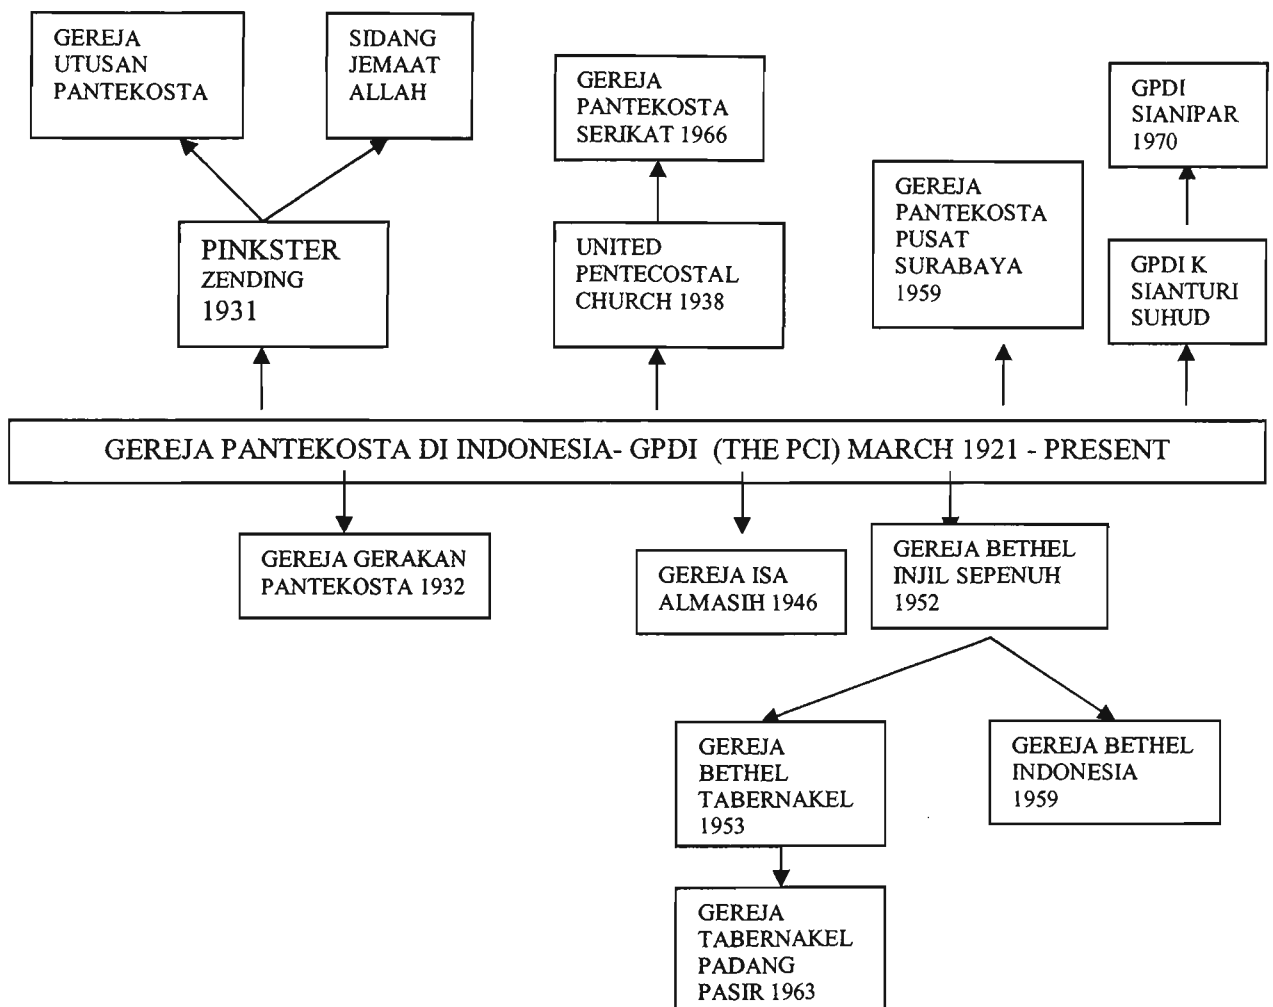 GEREJA
UTUSAN
PANTEKOSTA
SIDANG
JEMAAT
ALLAH
GEREJA
PANTEKOSTA
SERIKAT 1966
GPDI
SIANIPAR
1970
GEREJA
PANTEKOSTA
PUSAT
SURABAYA
1959
PINKSTER
ZENDING
1931
UNITED
PENTECOSTAL
CHURCH 1938
GPDI K
SIANTURI
SUHUD
GEREJA PANTEKOSTA DI INDONESIA- GPDI (THE PCI) MARCH 1921 - PRESENT
GEREJA GERAKAN
PANTEKOSTA 1932
GEREJA ISA
ALMASIH 1946
GEREJA BETHEL
INJIL SEPENUH
1952
GEREJA
BETHEL
TABERNAKEL
1953
GEREJA BETHEL
INDONESIA
1959
GEREJA
TABERNAKEL
PADANG
PASIR 1963